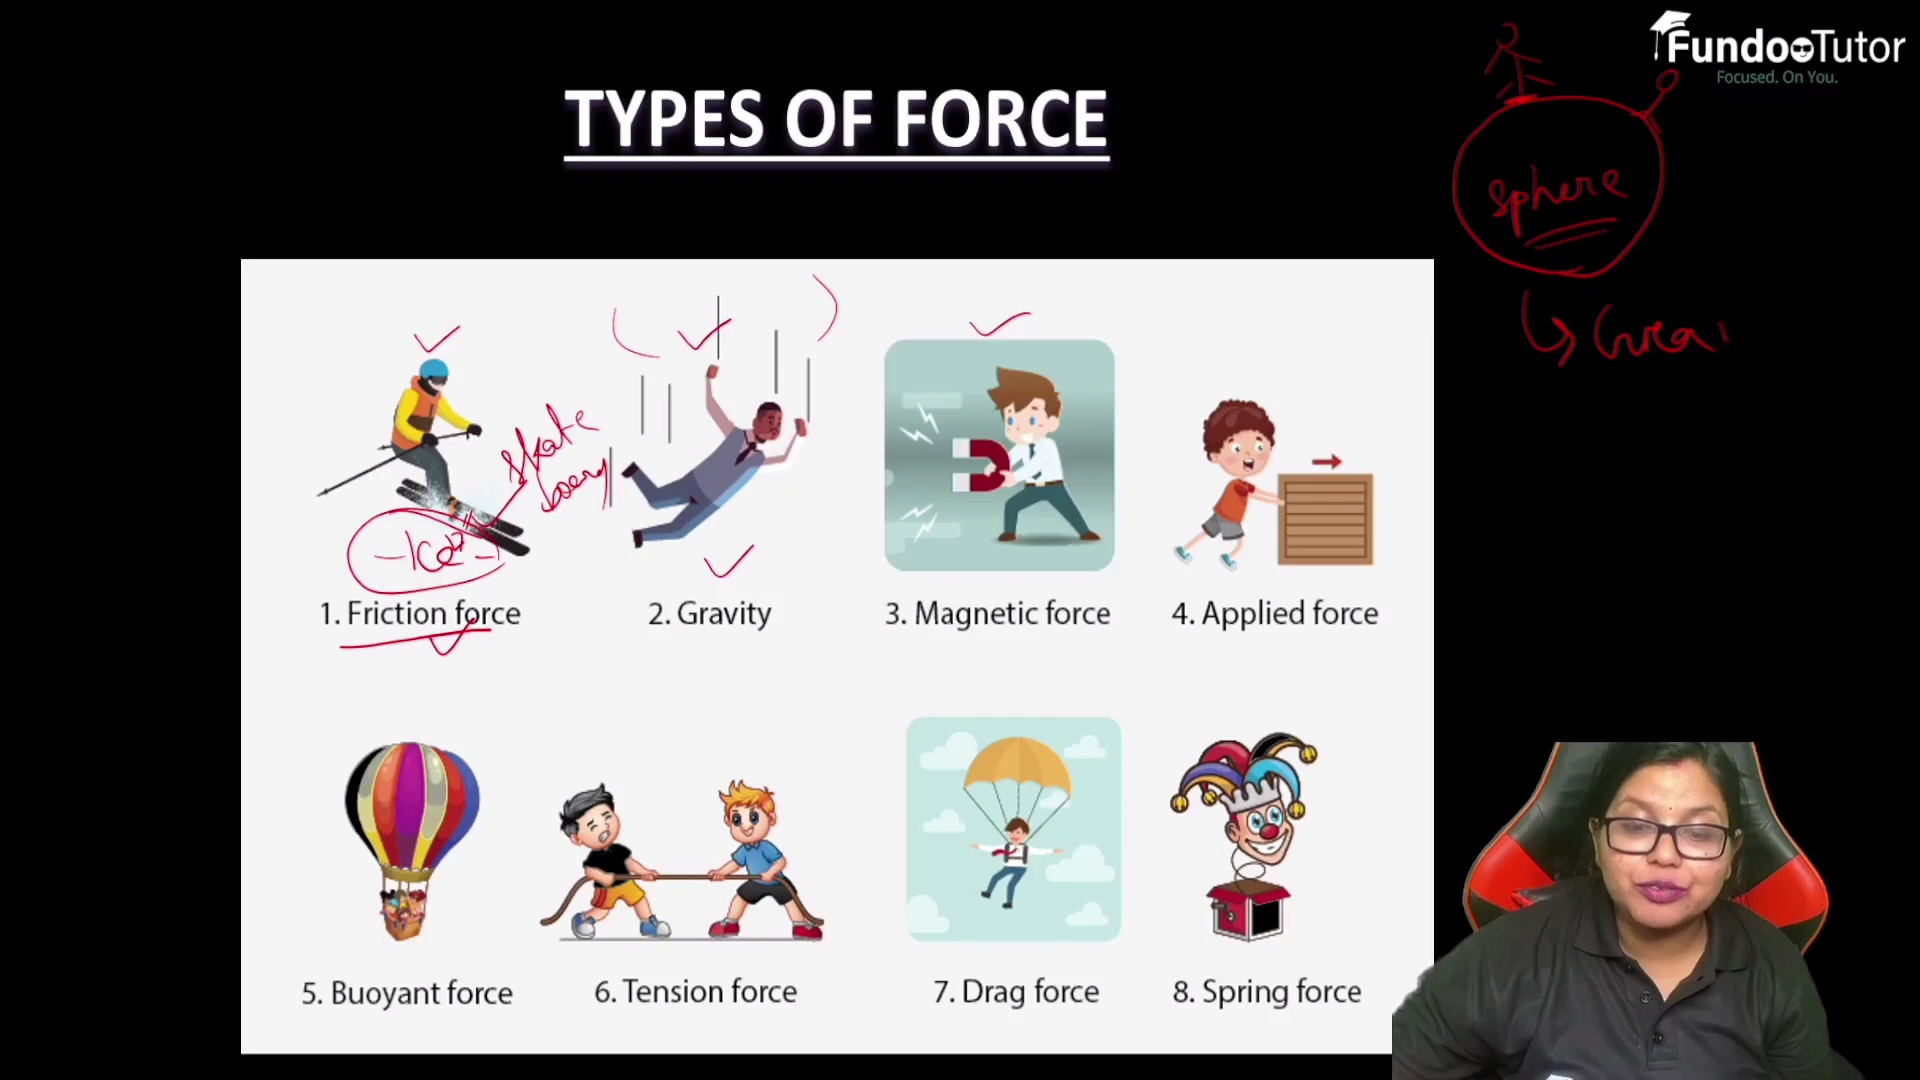 FundooTutor
Focused. On You.
TYPES OF FORCE
sphere
skate
-Ice-
1. Friction force
2. Gravity
3. Magnetic force
4. Applied force
5. Buoyant force
6. Tension force
7. Drag force
8. Spring force